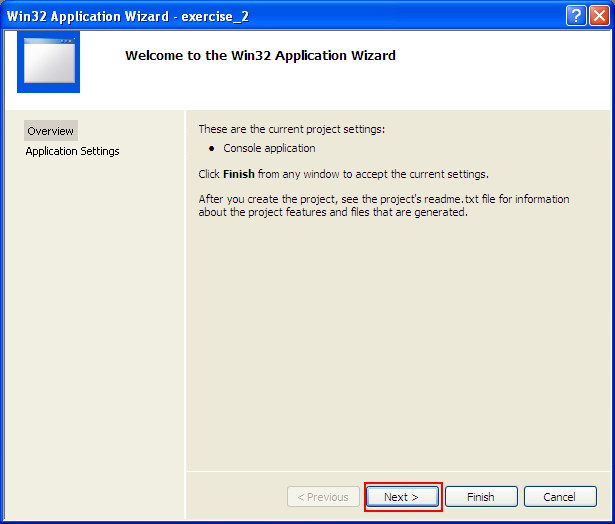 Win32 Application Wizard - exercise_2
?
Welcome to the Win32 Application Wizard
Overview
Application Settings
These are the current project settings:
• Console application
Click Finish from any window to accept the current settings.
After you create the project, see the project's readme.txt file for information
about the project features and files that are generated.
< Previous
Next >
Finish
Cancel